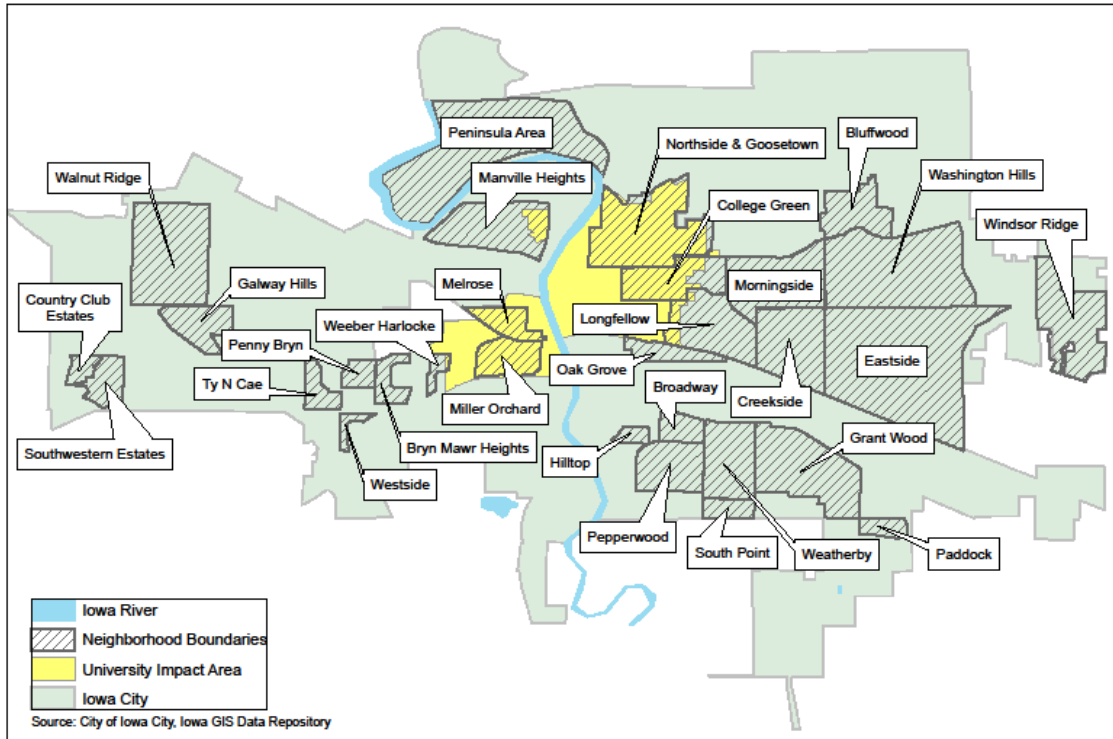 Peninsula Area
Northside & Goosetown
Bluffwood
Walnut Ridge
Manville Heights
Washington Hills
College Green
Windsor Ridge
Galway Hills
Melrose
Morningside
Country Club
Estates
Weeber Harlocke
Longfellow
Penny Bryn
Eastside
Oak Grove
Ty N Cae
Broadway
Creekside
Miller Orchard
Grant Wood
Southwestern Estates
Bryn Mawr Heights
Hilltop
Westside
Pepperwood
South Point
Weatherby
Paddock
Iowa River
Neighborhood Boundaries
University Impact Area
Iowa City
Source: City of Iowa City, Iowa GIS Data Repository